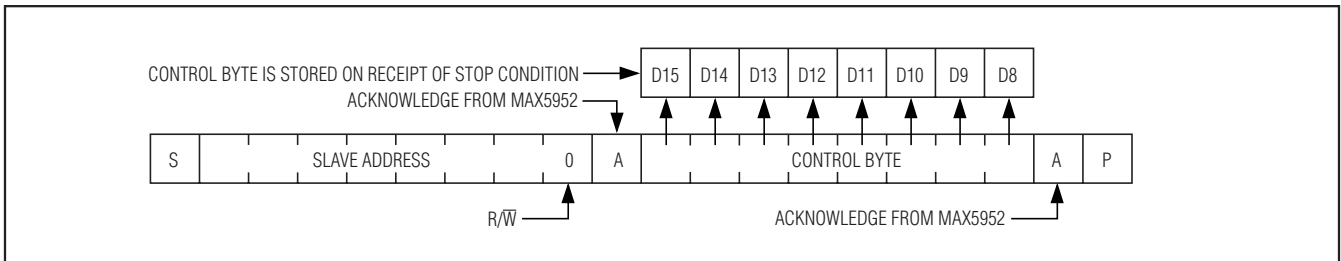 CONTROL BYTE IS STORED ON RECEIPT OF STOP CONDITION D15 D14 D13 D12 D11 D10 D9 D8
ACKNOWLEDGE FROM MAX5952
S SLAVE ADDRESS 0 A CONTROL BYTE A P
R/W̅ ACKNOWLEDGE FROM MAX5952